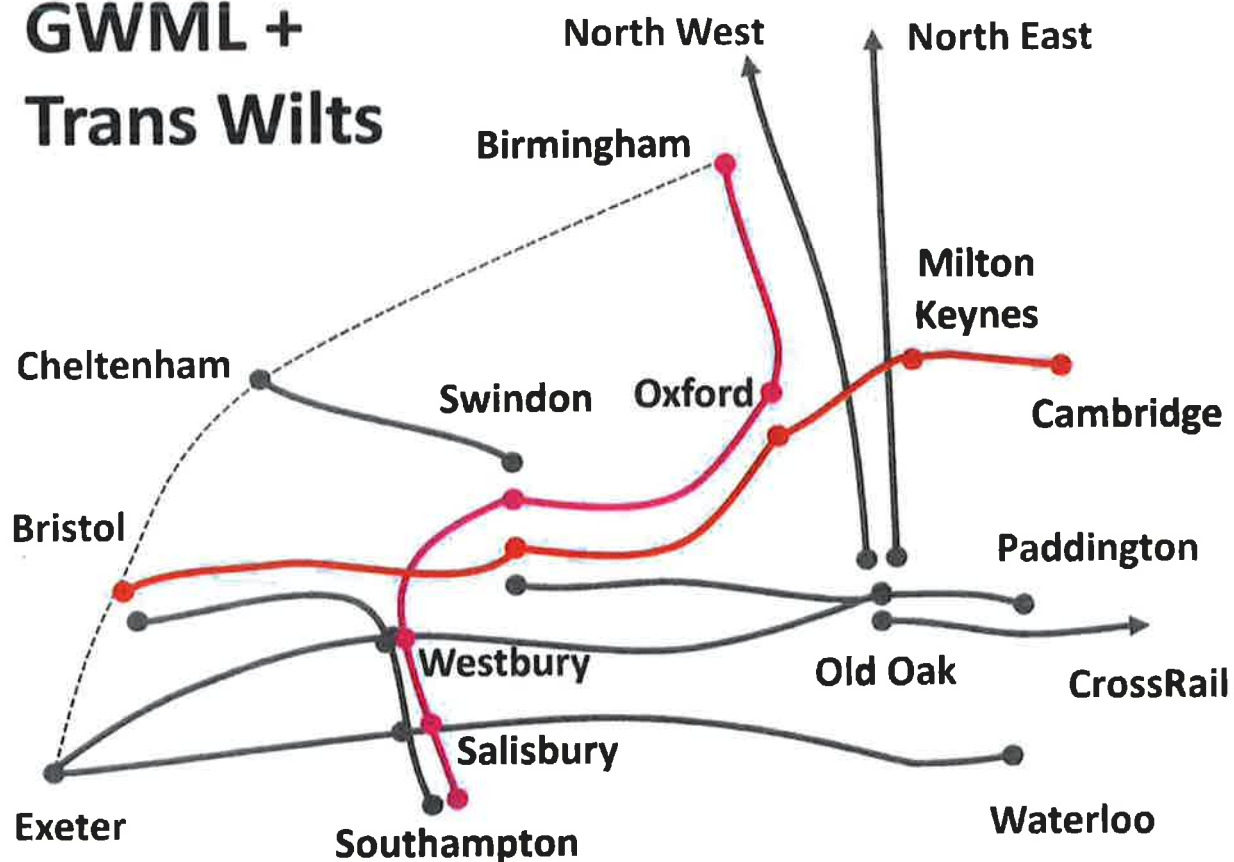 GWML +
Trans Wilts
North West
North East
Birmingham
Milton
Keynes
Cheltenham
Swindon
Oxford
Cambridge
Bristol
Paddington
Westbury
Old Oak
CrossRail
Salisbury
Exeter
Southampton
Waterloo